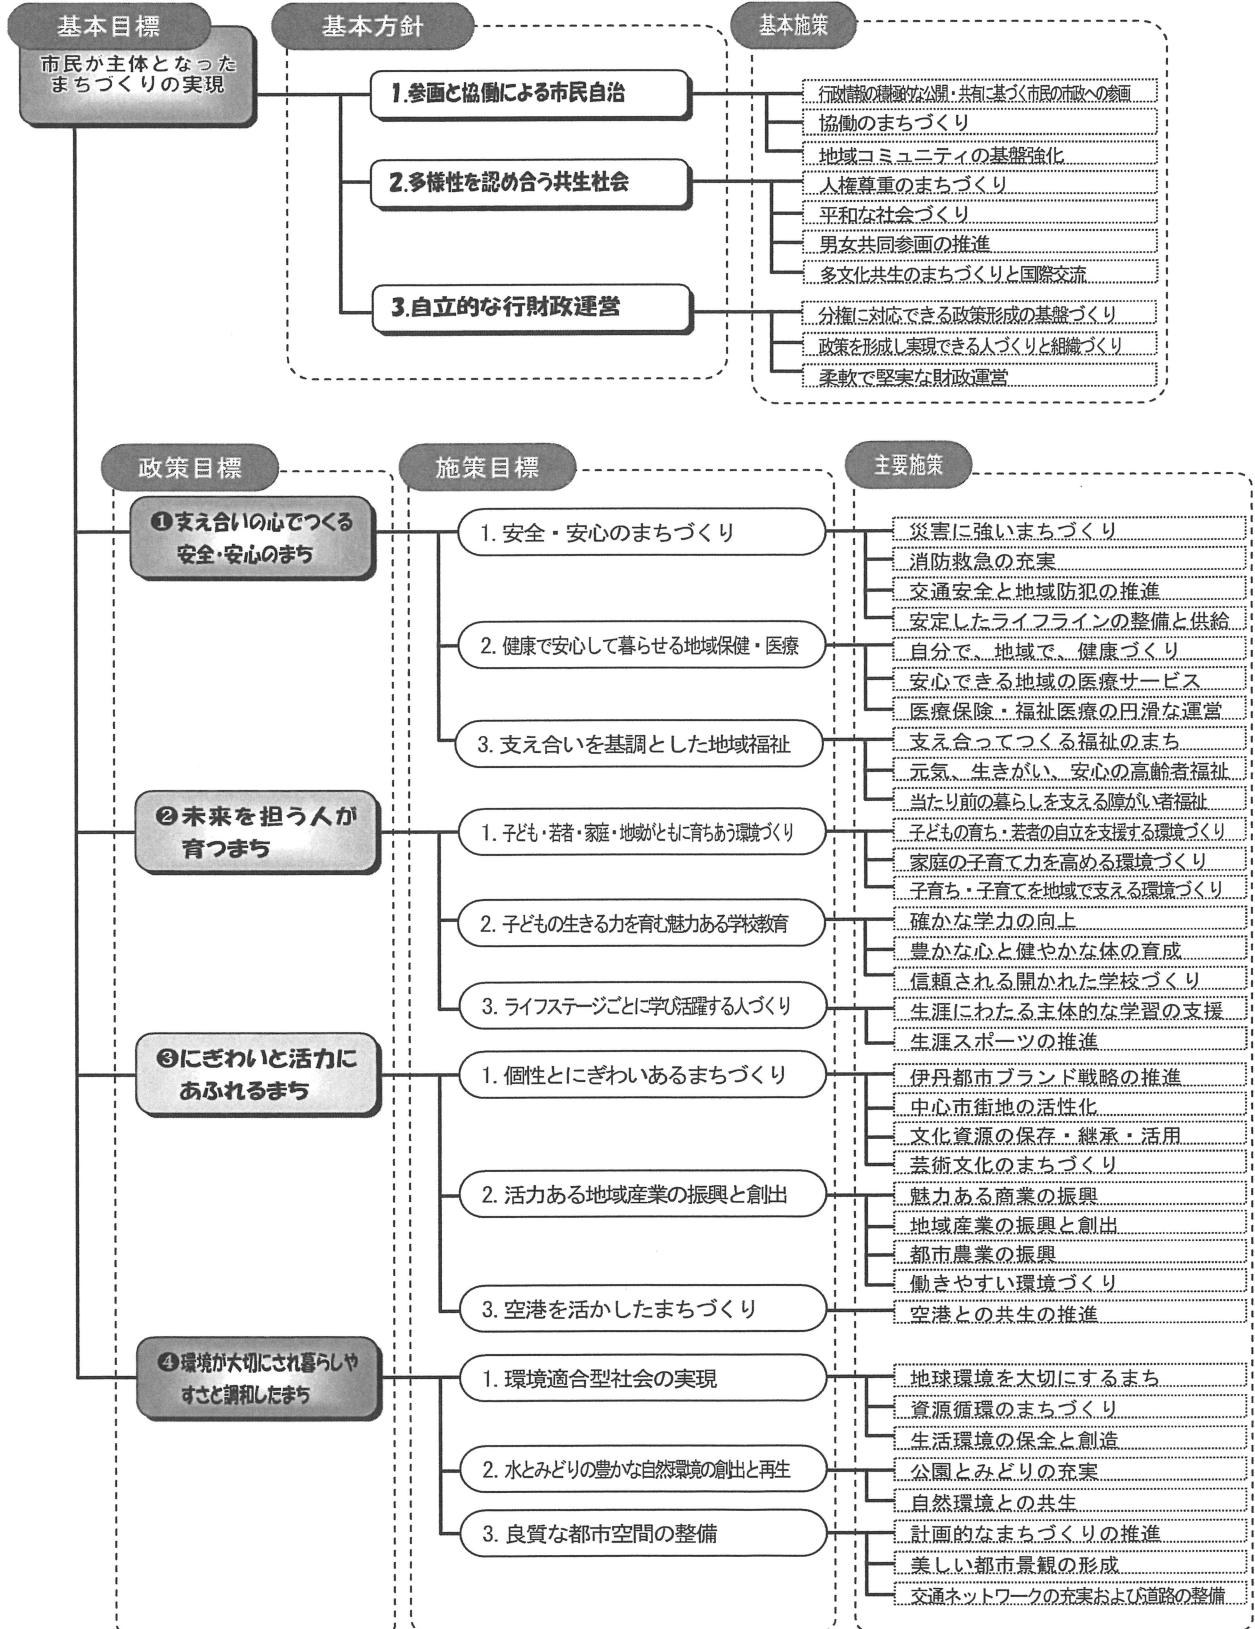 基本目標
市民が主体となった
まちづくりの実現
基本方針
基本施策
1.参画と協働による市民自治
行政情報の積極的な公開・共有に基づく市民の市政への参画
協働のまちづくり
地域コミュニティの基盤強化
2.多様性を認め合う共生社会
人権尊重のまちづくり
平和な社会づくり
男女共同参画の推進
多文化共生のまちづくりと国際交流
3.自立的な行財政運営
分権に対応できる政策形成の基盤づくり
政策を形成し実現できる人づくりと組織づくり
柔軟で堅実な財政運営
政策目標
施策目標
主要施策
❶支え合いの心でつくる
安全・安心のまち
1. 安全・安心のまちづくり
災害に強いまちづくり
消防救急の充実
交通安全と地域防犯の推進
安定したライフラインの整備と供給
2. 健康で安心して暮らせる地域保健・医療
自分で、地域で、健康づくり
安心できる地域の医療サービス
医療保険・福祉医療の円滑な運営
3. 支え合いを基調とした地域福祉
支え合ってつくる福祉のまち
元気、生きがい、安心の高齢者福祉
当たり前の暮らしを支える障がい者福祉
❷未来を担う人が
育つまち
1. 子ども・若者・家庭・地域がともに育ちあう環境づくり
子どもの育ち・若者の自立を支援する環境づくり
家庭の子育て力を高める環境づくり
子育ち・子育てを地域で支える環境づくり
2. 子どもの生きる力を育む魅力ある学校教育
確かな学力の向上
豊かな心と健やかな体の育成
信頼される開かれた学校づくり
3. ライフステージごとに学び活躍する人づくり
生涯にわたる主体的な学習の支援
生涯スポーツの推進
❸にぎわいと活力に
あふれるまち
1. 個性とにぎわいあるまちづくり
伊丹都市ブランド戦略の推進
中心市街地の活性化
文化資源の保存・継承・活用
芸術文化のまちづくり
2. 活力ある地域産業の振興と創出
魅力ある商業の振興
地域産業の振興と創出
都市農業の振興
働きやすい環境づくり
3. 空港を活かしたまちづくり
空港との共生の推進
❹環境が大切にされ暮らしや
すさと調和したまち
1. 環境適合型社会の実現
地球環境を大切にするまち
資源循環のまちづくり
生活環境の保全と創造
2. 水とみどりの豊かな自然環境の創出と再生
公園とみどりの充実
自然環境との共生
3. 良質な都市空間の整備
計画的なまちづくりの推進
美しい都市景観の形成
交通ネットワークの充実および道路の整備